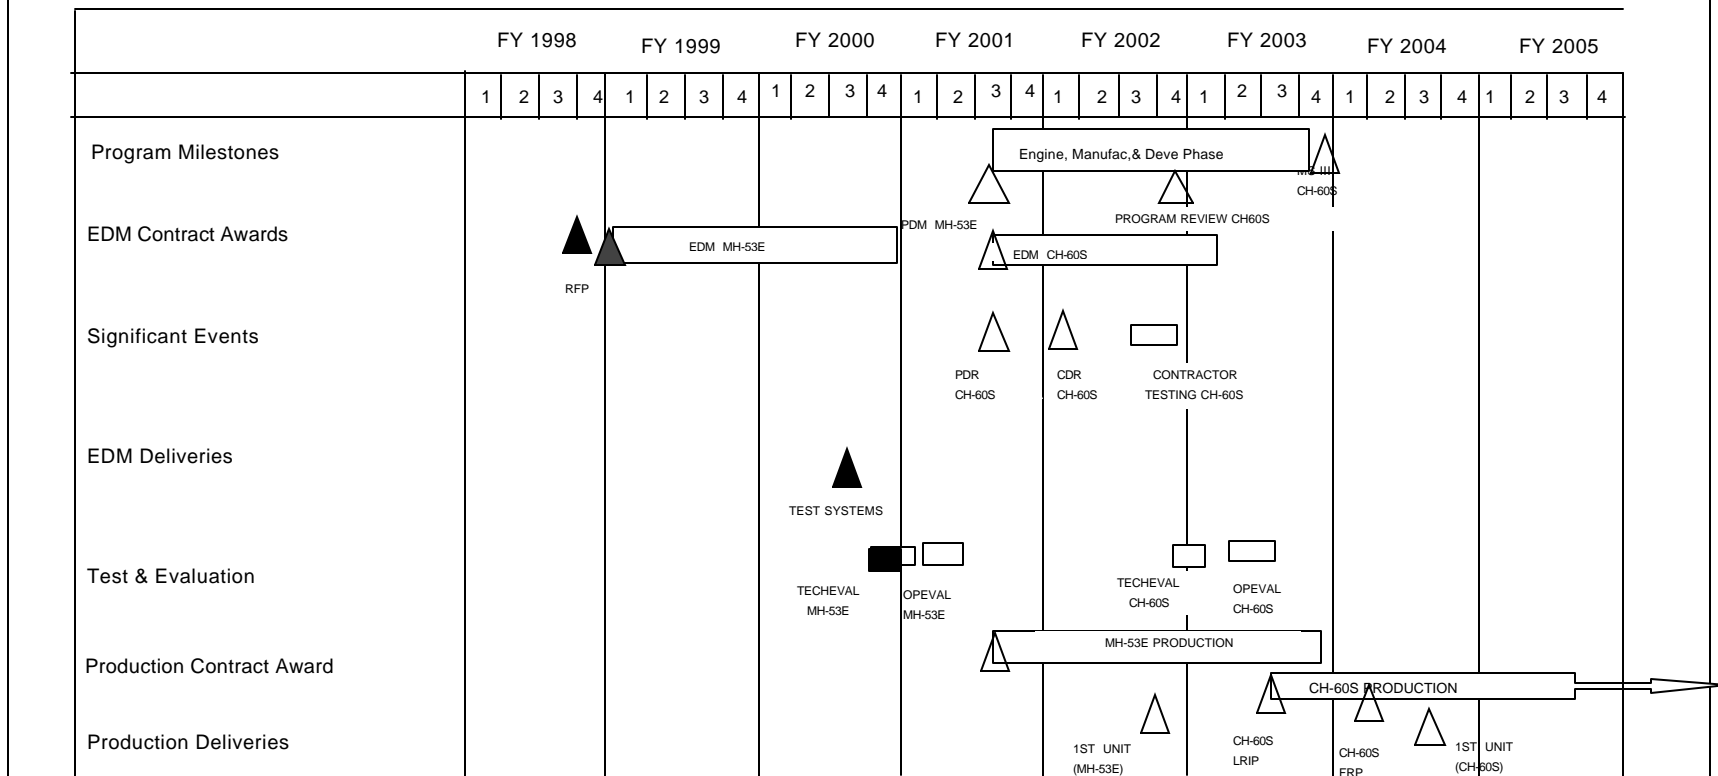 FY 1998 FY 1999 FY 2000 FY 2001 FY 2002 FY 2003 FY 2004 FY 2005
1 2 3 4 1 2 3 4 1 2 3 4 1 2 3 4 1 2 3 4 1 2 3 4 1 2 3 4 1 2 3 4
Program Milestones
Engine, Manufac,& Deve Phase
MS III
CH-60S
PDM MH-53E
PROGRAM REVIEW CH60S
EDM Contract Awards
EDM MH-53E
EDM CH-60S
RFP
Significant Events
PDR
CH-60S
CDR
CH-60S
CONTRACTOR
TESTING CH-60S
EDM Deliveries
TEST SYSTEMS
Test & Evaluation
TECHEVAL
MH-53E
OPEVAL
MH-53E
TECHEVAL
CH-60S
OPEVAL
CH-60S
Production Contract Award
MH-53E PRODUCTION
CH-60S PRODUCTION
Production Deliveries
1ST UNIT
(MH-53E)
CH-60S
LRIP
CH-60S
FRP
1ST UNIT
(CH-60S)